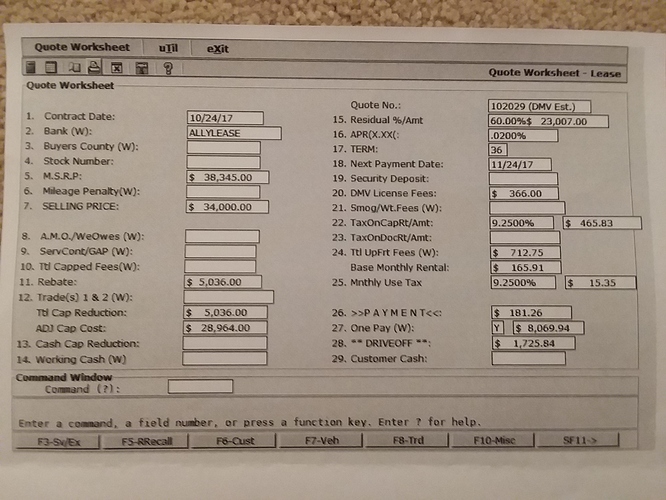 Quote Worksheet uTil eXit
Quote Worksheet - Lease
Quote Worksheet
Quote No.: 102029 (DMV Est.)
1. Contract Date: 10/24/17
15. Residual %/Amt 60.00%$ 23,007.00
2. Bank (W): ALLYLEASE
16. APR(X.XX(: .0200%
3. Buyers County (W):
17. TERM: 36
4. Stock Number:
18. Next Payment Date: 11/24/17
5. M.S.R.P: $ 38,345.00
19. Security Deposit:
6. Mileage Penalty(W):
20. DMV License Fees: $ 366.00
7. SELLING PRICE: $ 34,000.00
21. Smog/Wt.Fees (W):
22. TaxOnCapRt/Amt: 9.2500% $ 465.83
8. A.M.O./WeOwes (W):
23. TaxOnDocRt/Amt:
9. ServCont/GAP (W):
24. Ttl UpFrt Fees (W): $ 712.75
10. Ttl Capped Fees(W):
Base Monthly Rental: $ 165.91
11. Rebate: $ 5,036.00
25. Mnthly Use Tax 9.2500% $ 15.35
12. Trade(s) 1 & 2 (W):
Ttl Cap Reduction: $ 5,036.00
26. >>P A Y M E N T<<: $ 181.26
ADJ Cap Cost: $ 28,964.00
27. One Pay (W): Y $ 8,069.94
13. Cash Cap Reduction:
28. ** DRIVEOFF **: $ 1,725.84
14. Working Cash (W)
29. Customer Cash:
Command Window
Command (?):
Enter a command, a field number, or press a function key. Enter ? for help.
F3-Sv/Ex F5-RRecall F6-Cust F7-Veh F8-Trd F10-Misc SF11->